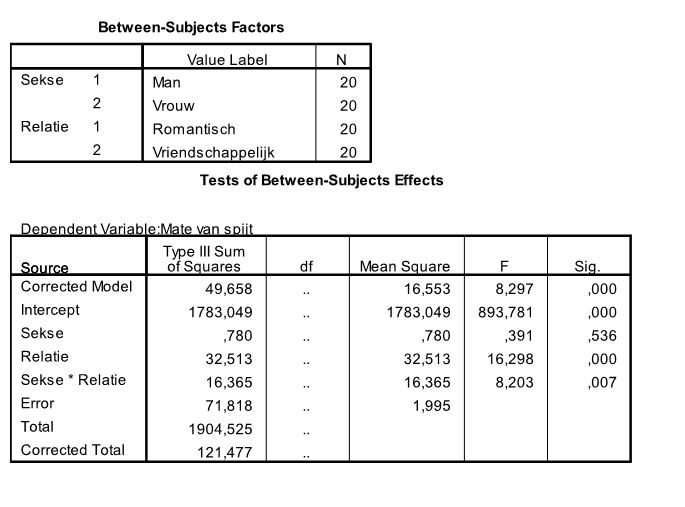 Between-Subjects Factors
Value Label N
Sekse 1 Man 20
2 Vrouw 20
Relatie 1 Romantisch 20
2 Vriendschappelijk 20
Tests of Between-Subjects Effects
Dependent Variable:Mate van spijt
Source Type III Sum of Squares df Mean Square F Sig.
Corrected Model 49,658 .. 16,553 8,297 ,000
Intercept 1783,049 .. 1783,049 893,781 ,000
Sekse ,780 .. ,780 ,391 ,536
Relatie 32,513 .. 32,513 16,298 ,000
Sekse * Relatie 16,365 .. 16,365 8,203 ,007
Error 71,818 .. 1,995
Total 1904,525 ..
Corrected Total 121,477 ..